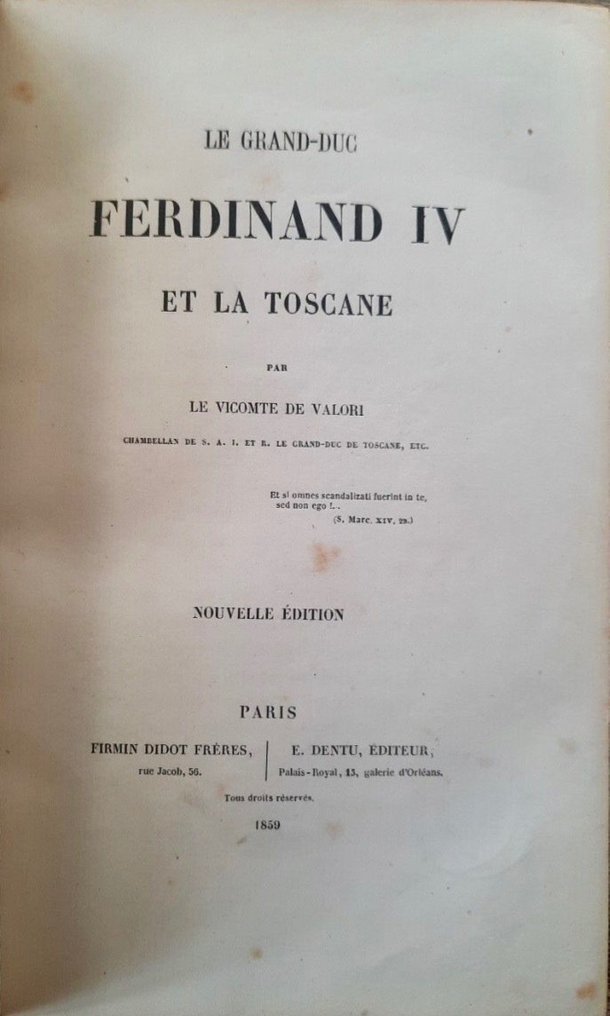 LE GRAND-DUC
FERDINAND IV
ET LA TOSCANE
PAR
LE VICOMTE DE VALORI
CHAMBELLAN DE S. A. I. ET R. LE GRAND-DUC DE TOSCANE, ETC.
Et si omnes scandalizati fuerint in te,
sed non ego !..
(S. Marc, XIV, 29.)
NOUVELLE ÉDITION
PARIS
FIRMIN DIDOT FRÈRES,
rue Jacob, 56.
E. DENTU, ÉDITEUR,
Palais-Royal, 13, galerie d'Orléans.
Tous droits réservés.
1859